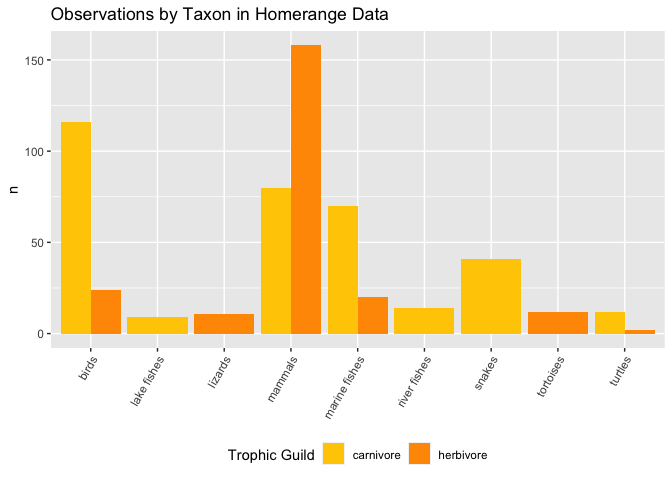 Observations by Taxon in Homerange Data
150
100
50
0
n
birds
lake fishes
lizards
mammals
marine fishes
river fishes
snakes
tortoises
turtles
Trophic Guild carnivore herbivore